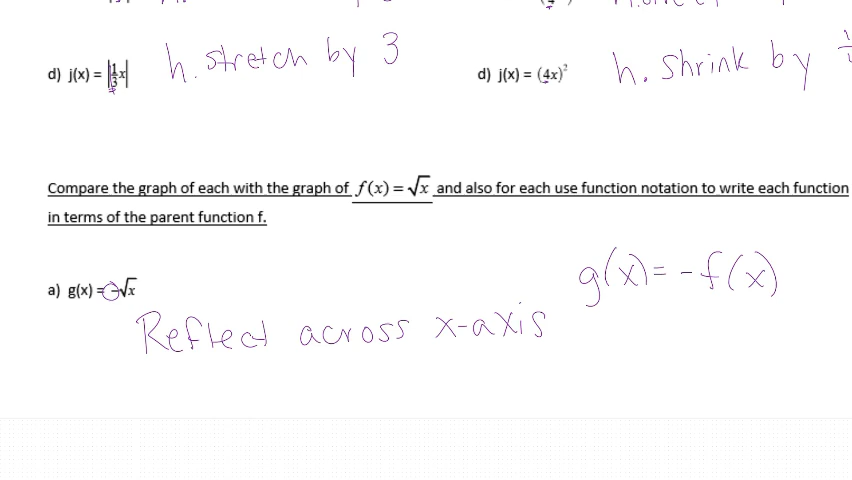 d) j(x) = |1/3 x| h. stretch by 3
d) j(x) = (4x)² h. shrink by
Compare the graph of each with the graph of f(x) = √x and also for each use function notation to write each function
in terms of the parent function f.
g(x) = -f(x)
a) g(x) = -√x
Reflect across x-axis